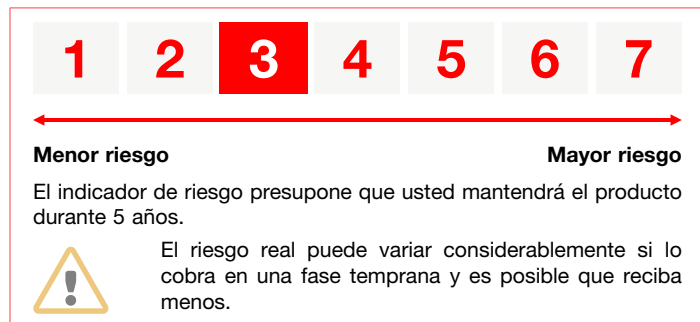 1 2 3 4 5 6 7
Menor riesgo Mayor riesgo
El indicador de riesgo presupone que usted mantendrá el producto
durante 5 años.
El riesgo real puede variar considerablemente si lo
cobra en una fase temprana y es posible que reciba
menos.